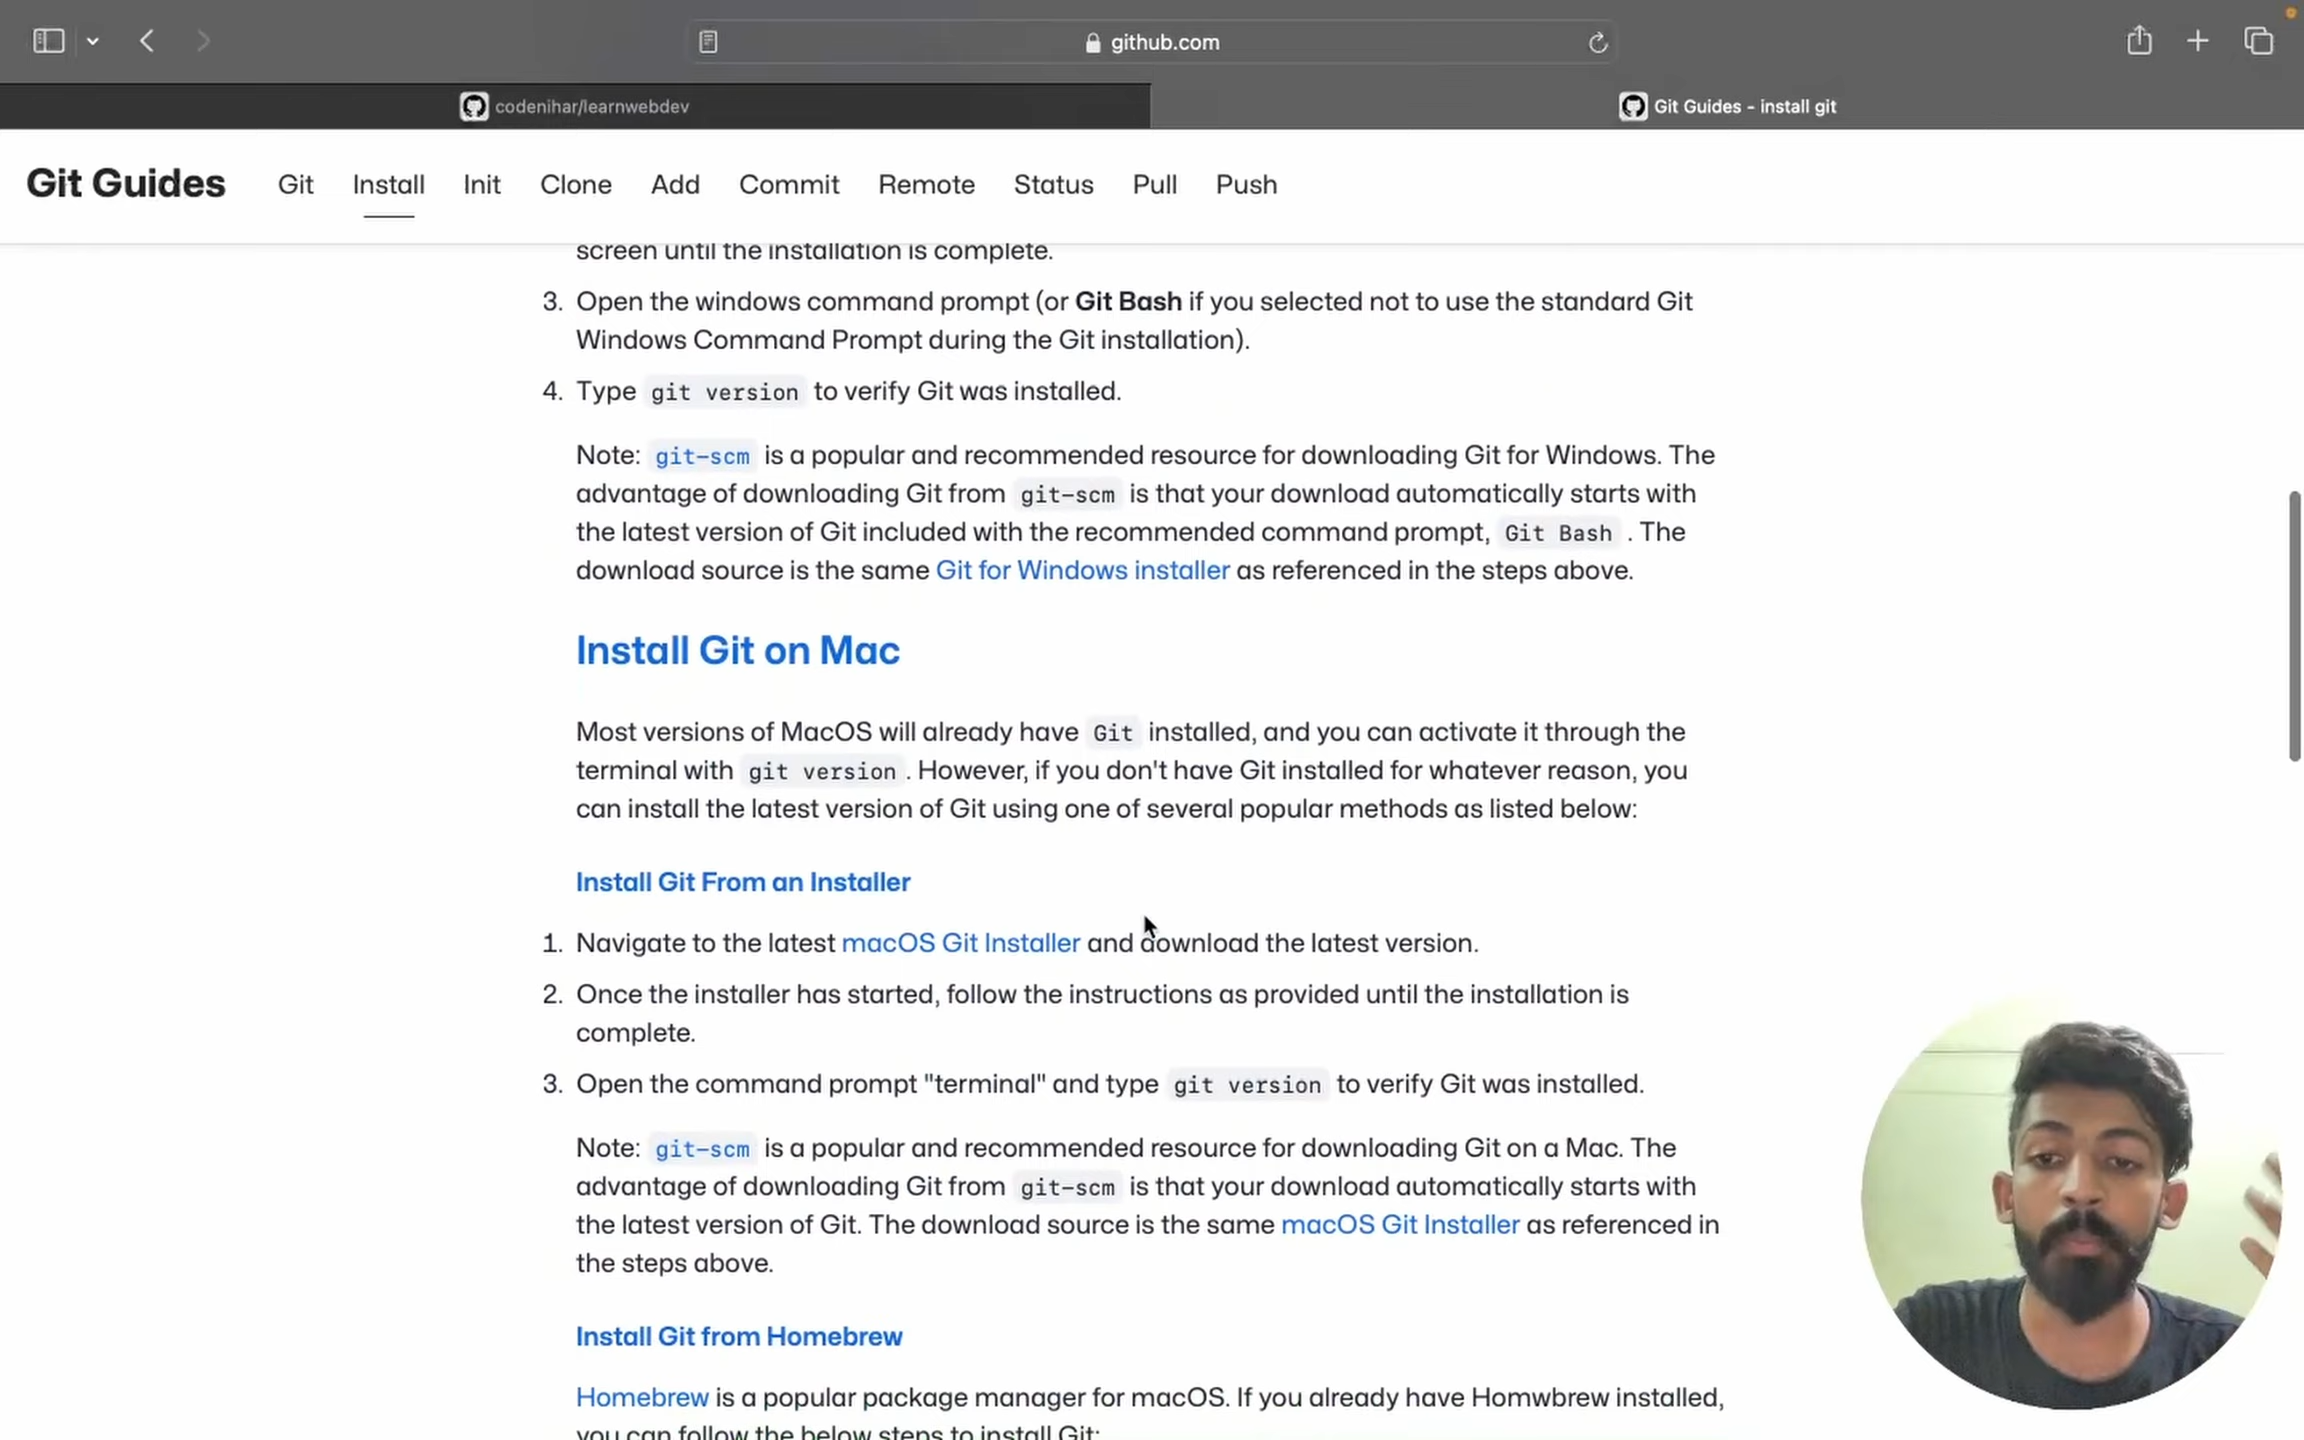 github.com
codenihar/learnwebdev
Git Guides - install git
Git Guides Git Install Init Clone Add Commit Remote Status Pull Push
screen until the installation is complete.
3. Open the windows command prompt (or Git Bash if you selected not to use the standard Git
Windows Command Prompt during the Git installation).
4. Type git version to verify Git was installed.
Note: git-scm is a popular and recommended resource for downloading Git for Windows. The
advantage of downloading Git from git-scm is that your download automatically starts with
the latest version of Git included with the recommended command prompt, Git Bash . The
download source is the same Git for Windows installer as referenced in the steps above.
Install Git on Mac
Most versions of MacOS will already have Git installed, and you can activate it through the
terminal with git version . However, if you don't have Git installed for whatever reason, you
can install the latest version of Git using one of several popular methods as listed below:
Install Git From an Installer
1. Navigate to the latest macOS Git Installer and download the latest version.
2. Once the installer has started, follow the instructions as provided until the installation is
complete.
3. Open the command prompt "terminal" and type git version to verify Git was installed.
Note: git-scm is a popular and recommended resource for downloading Git on a Mac. The
advantage of downloading Git from git-scm is that your download automatically starts with
the latest version of Git. The download source is the same macOS Git Installer as referenced in
the steps above.
Install Git from Homebrew
Homebrew is a popular package manager for macOS. If you already have Homwbrew installed,
you can follow the below steps to install Git: